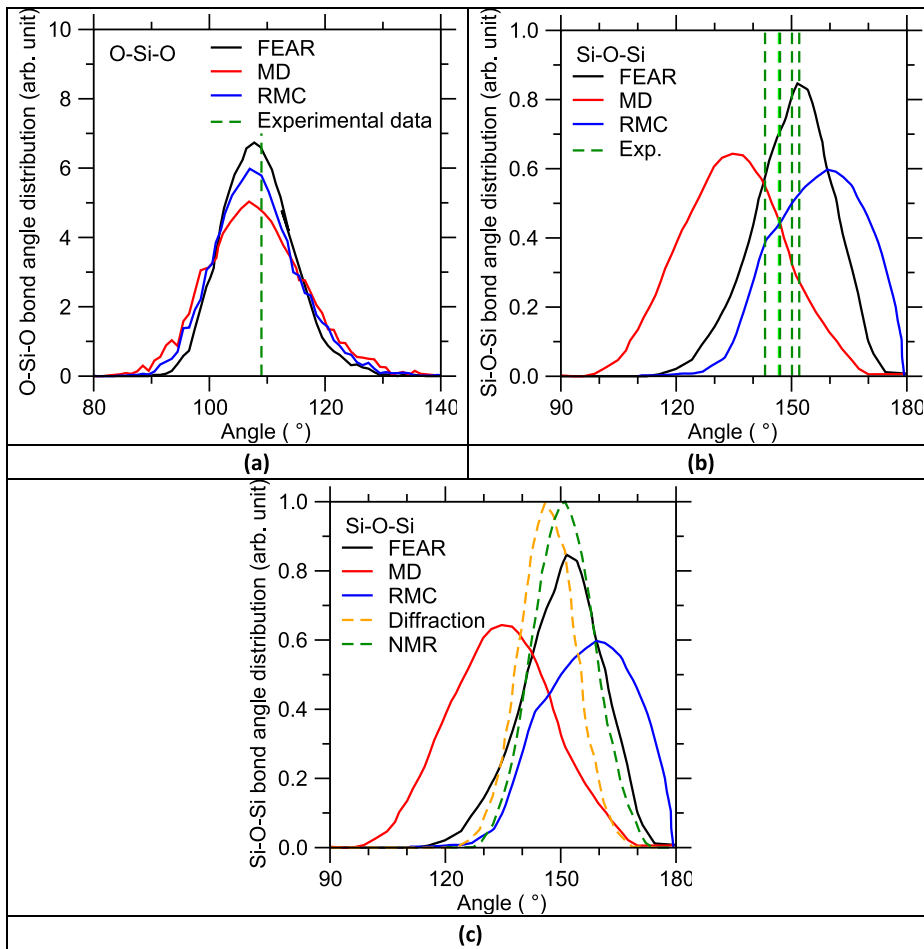 O-Si-O bond angle distribution (arb. unit)
10
8
6
4
2
0
O-Si-O
FEAR
MD
RMC
Experimental data
80
100
120
140
Angle ( °)
(a)
Si-O-Si bond angle distribution (arb. unit)
1.0
0.8
0.6
0.4
0.2
0.0
Si-O-Si
FEAR
MD
RMC
Exp.
90
120
150
180
Angle ( °)
(b)
Si-O-Si bond angle distribution (arb. unit)
1.0
0.8
0.6
0.4
0.2
0.0
Si-O-Si
FEAR
MD
RMC
Diffraction
NMR
90
120
150
180
Angle ( °)
(c)